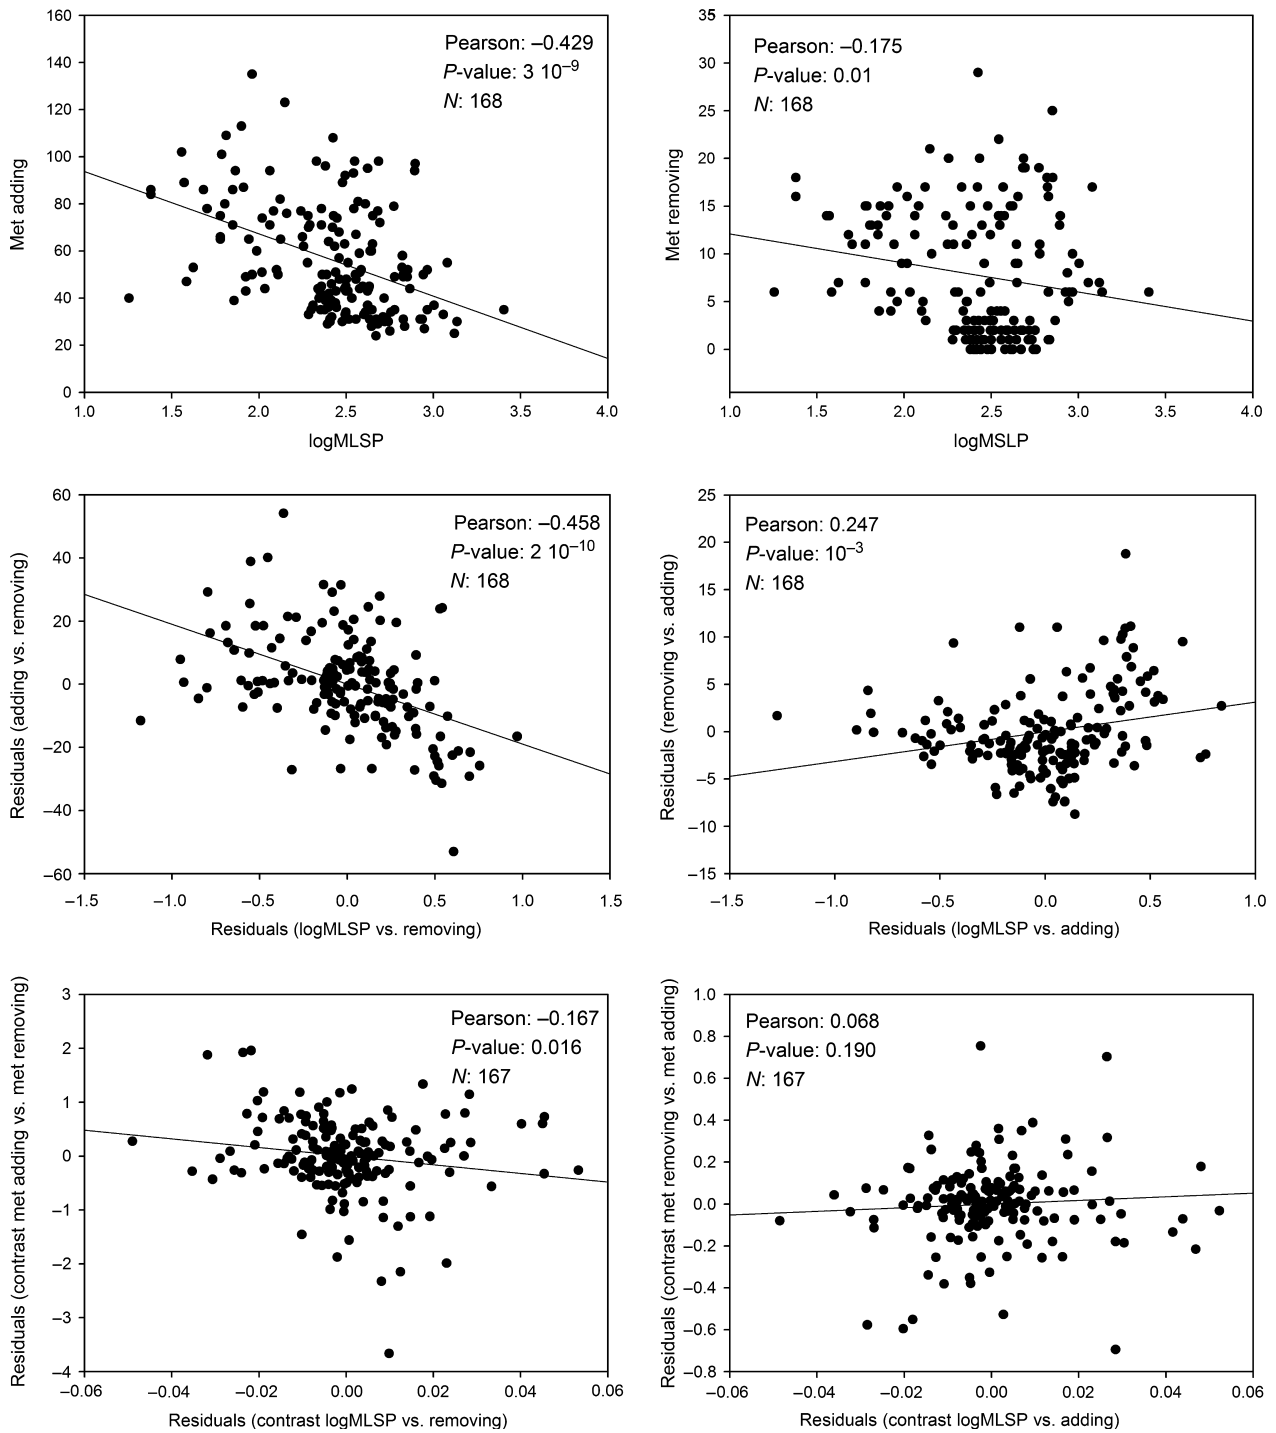 160
140
120
100
80
60
40
20
0
Met adding
Pearson: –0.429
P-value: 3 10⁻⁹
N: 168
1.0 1.5 2.0 2.5 3.0 3.5 4.0
logMLSP
35
30
25
20
15
10
5
0
Met removing
Pearson: –0.175
P-value: 0.01
N: 168
1.0 1.5 2.0 2.5 3.0 3.5 4.0
logMSLP
60
40
20
0
–20
–40
–60
Residuals (adding vs. removing)
Pearson: –0.458
P-value: 2 10⁻¹⁰
N: 168
–1.5 –1.0 –0.5 0.0 0.5 1.0 1.5
Residuals (logMLSP vs. removing)
25
20
15
10
5
0
–5
–10
–15
Residuals (removing vs. adding)
Pearson: 0.247
P-value: 10⁻³
N: 168
–1.5 –1.0 –0.5 0.0 0.5 1.0
Residuals (logMLSP vs. adding)
3
2
1
0
–1
–2
–3
–4
Residuals (contrast met adding vs. met removing)
Pearson: –0.167
P-value: 0.016
N: 167
–0.06 –0.04 –0.02 0.00 0.02 0.04 0.06
Residuals (contrast logMLSP vs. removing)
1.0
0.8
0.6
0.4
0.2
0.0
–0.2
–0.4
–0.6
–0.8
Residuals (contrast met removing vs. met adding)
Pearson: 0.068
P-value: 0.190
N: 167
–0.06 –0.04 –0.02 0.00 0.02 0.04 0.06
Residuals (contrast logMLSP vs. adding)